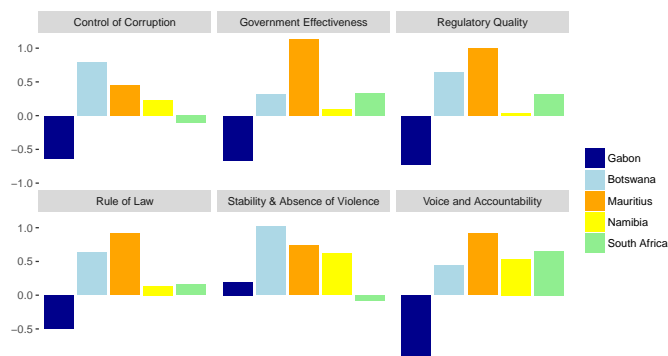 Control of Corruption
Government Effectiveness
Regulatory Quality
1.0
0.5
0.0
−0.5
−1.0
Rule of Law
Stability & Absence of Violence
Voice and Accountability
1.0
0.5
0.0
−0.5
Gabon
Botswana
Mauritius
Namibia
South Africa